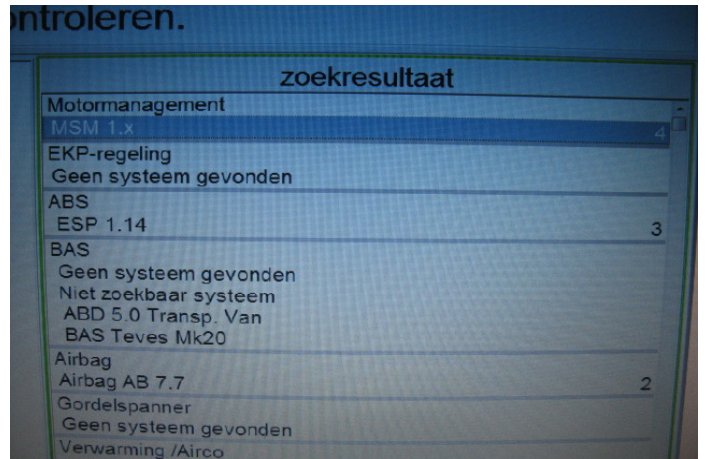 ontroleren.
zoekresultaat
Motormanagement
MSM 1.x 4
EKP-regeling
Geen systeem gevonden
ABS
ESP 1.14 3
BAS
Geen systeem gevonden
Niet zoekbaar systeem
ABD 5.0 Transp. Van
BAS Teves Mk20
Airbag
Airbag AB 7.7 2
Gordelspanner
Geen systeem gevonden
Verwarming /Airco